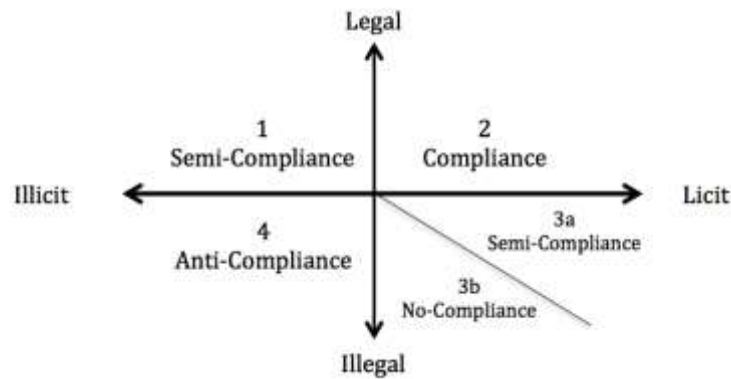 Legal
1
Semi-Compliance
2
Compliance
Illicit
Licit
3a
Semi-Compliance
4
Anti-Compliance
3b
No-Compliance
Illegal